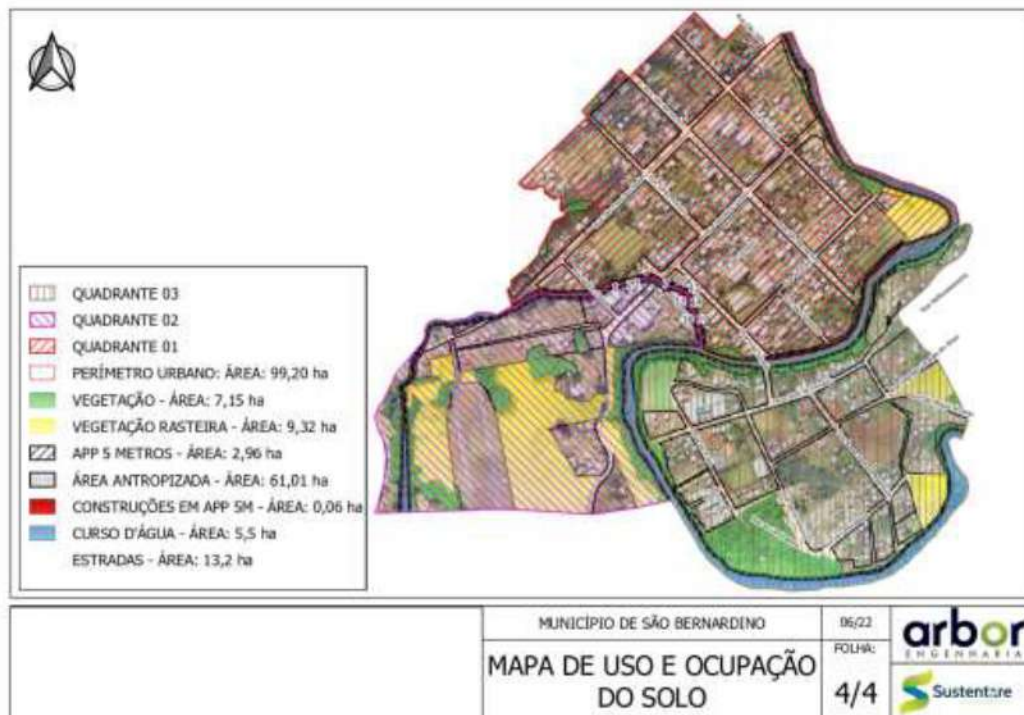 QUADRANTE 03
QUADRANTE 02
QUADRANTE 01
PERÍMETRO URBANO: ÁREA: 99,20 ha
VEGETAÇÃO - ÁREA: 7,15 ha
VEGETAÇÃO RASTEIRA - ÁREA: 9,32 ha
APP 5 METROS - ÁREA: 2,96 ha
ÁREA ANTROPIZADA - ÁREA: 61,01 ha
CONSTRUÇÕES EM APP 5M - ÁREA: 0,06 ha
CURSO D'ÁGUA - ÁREA: 5,5 ha
ESTRADAS - ÁREA: 13,2 ha
MUNICÍPIO DE SÃO BERNARDINO
06/22
MAPA DE USO E OCUPAÇÃO
DO SOLO
FOLHA:
4/4
arbor
ENGENHARIA
Sustentare